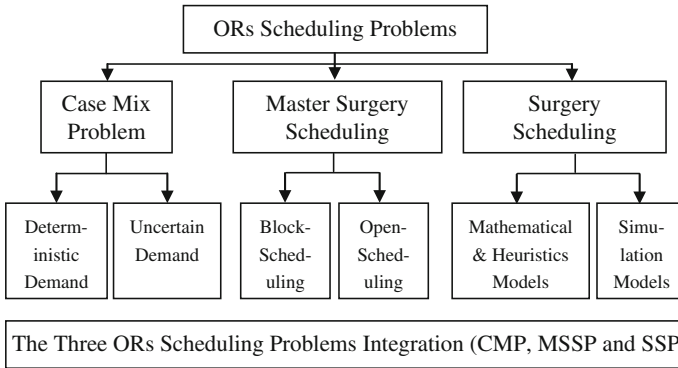 ORs Scheduling Problems
Case Mix
Problem
Master Surgery
Scheduling
Surgery
Scheduling
Determ-
inistic
Demand
Uncertain
Demand
Block-
Sched-
uling
Open-
Sched-
uling
Mathematical
& Heuristics
Models
Simu-
lation
Models
The Three ORs Scheduling Problems Integration (CMP, MSSP and SSP